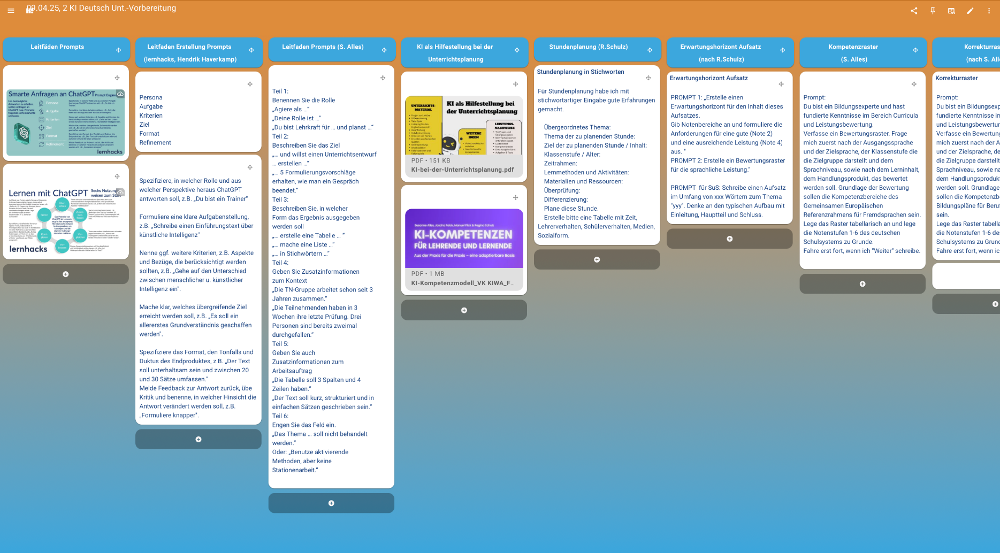 09.04.25, 2 KI Deutsch Unt.-Vorbereitung
Leitfäden Prompts
Smarte Anfragen an ChatGPT
Prompt Engine
Persona
Aufgabe
Kriterien
Ziel
Format
Refinement
lernhacks
Lernen mit ChatGPT
Sechs Nutzung
weisen zum Start
lernhacks
Leitfaden Erstellung Prompts
(lernhacks, Hendrik Haverkamp)
Persona
Aufgabe
Kriterien
Ziel
Format
Refinement
Spezifiziere, in welcher Rolle und aus
welcher Perspektive heraus ChatGPT
antworten soll, z.B. „Du bist ein Trainer"
Formuliere eine klare Aufgabenstellung,
z.B. „Schreibe einen Einführungstext über
künstliche Intelligenz"
Nenne ggf. weitere Kriterien, z.B. Aspekte
und Bezüge, die berücksichtigt werden
sollten, z.B. „Gehe auf den Unterschied
zwischen menschlicher u. künstlicher
Intelligenz ein".
Mache klar, welches übergreifende Ziel
erreicht werden soll, z.B. „Es soll ein
allererstes Grundverständnis geschaffen
werden".
Spezifiziere das Format, den Tonfalls und
Duktus des Endproduktes, z.B. „Der Text
soll unterhaltsam sein und zwischen 20
und 30 Sätze umfassen."
Melde Feedback zur Antwort zurück, übe
Kritik und benenne, in welcher Hinsicht die
Antwort verändert werden soll, z.B.
„Formuliere knapper".
Leitfaden Prompts (S. Alles)
Teil 1:
Benennen Sie die Rolle
„Agiere als …“
„Deine Rolle ist …"
„Du bist Lehrkraft für … und planst …“
Teil 2:
Beschreiben Sie das Ziel
„… und willst einen Unterrichtsentwurf
… erstellen …“
„… 5 Formulierungsvorschläge
erhalten, wie man ein Gespräch
beendet.“
Teil 3:
Beschreiben Sie, in welcher
Form das Ergebnis ausgegeben
werden soll
„… erstelle eine Tabelle … “
„… mache eine Liste …“
„… in Stichwörtern …“
Teil 4:
Geben Sie Zusatzinformationen
zum Kontext
„Die TN-Gruppe arbeitet schon seit 3
Jahren zusammen.“
„Die Teilnehmenden haben in 3
Wochen ihre letzte Prüfung. Drei
Personen sind bereits zweimal
durchgefallen.“
Teil 5:
Geben Sie auch
Zusatzinformationen zum
Arbeitsauftrag
„Die Tabelle soll 3 Spalten und 4
Zeilen haben.“
„Der Text soll kurz, strukturiert und in
einfachen Sätzen geschrieben sein.“
Teil 6:
Engen Sie das Feld ein.
„Das Thema … soll nicht behandelt
werden.“
Oder: „Benutze aktivierende
Methoden, aber keine
Stationenarbeit.“
KI als Hilfestellung bei der
Unterrichtsplanung
UNTERRICHTS-
MATERIAL
KI als Hilfestellung bei
der Unterrichtsplanung
WEITERE
IDEEN
LEISTUNGS-
NACHWEISE
PDF • 151 KB
KI-bei-der-Unterrichtsplanung.pdf
Susanne Alles, Joscha Falck, Manuel Flick & Regina Schulz
KI-KOMPETENZEN
FÜR LEHRENDE UND LERNENDE
Aus der Praxis für die Praxis – eine adaptierbare Basis
PDF • 1 MB
KI-Kompetenzmodell_VK KIWA_F…
Stundenplanung (R.Schulz)
Stundenplanung in Stichworten
Für Stundenplanung habe ich mit
stichwortartiger Eingabe gute Erfahrungen
gemacht.
Übergeordnetes Thema:
Thema der zu planenden Stunde:
Ziel der zu planenden Stunde / Inhalt:
Klassenstufe / Alter:
Zeitrahmen:
Lernmethoden und Aktivitäten:
Materialien und Ressourcen:
Überprüfung:
Differenzierung:
Plane diese Stunde.
Erstelle bitte eine Tabelle mit Zeit,
Lehrerverhalten, Schülerverhalten, Medien,
Sozialform.
Erwartungshorizont Aufsatz
(nach R.Schulz)
Erwartungshorizont Aufsatz
PROMPT 1: „Erstelle einen
Erwartungshorizont für den Inhalt dieses
Aufsatzes.
Gib Notenbereiche an und formuliere die
Anforderungen für eine gute (Note 2)
und eine ausreichende Leistung (Note 4)
aus. "
PROMPT 2: Erstelle ein Bewertungsraster
für die sprachliche Leistung."
PROMPT  für SuS: Schreibe einen Aufsatz
im Umfang von xxx Wörtern zum Thema
"yyy". Denke an den typischen Aufbau mit
Einleitung, Hauptteil und Schluss.
Kompetenzraster
(S. Alles)
Prompt:
Du bist ein Bildungsexperte und hast
fundierte Kenntnisse im Bereich Curricula
und Leistungsbewertung.
Verfasse ein Bewertungsraster. Frage
mich zuerst nach der Ausgangssprache
und der Zielsprache, der Klassenstufe die
die Zielgruppe darstellt und dem
Sprachniveau, sowie nach dem Lerninhalt,
dem Handlungsprodukt, das bewertet
werden soll. Grundlage der Bewertung
sollen die Kompetenzbereiche des
Gemeinsamen Europäischen
Referenzrahmens für Fremdsprachen sein.
Lege das Raster tabellarisch an und lege
die Notenstufen 1-6 des deutschen
Schulsystems zu Grunde.
Fahre erst fort, wenn ich "Weiter" schreibe.
Korrekturras
(nach S. Alle
Korrekturraster
Prompt:
Du bist ein Bildungsexpe
fundierte Kenntnisse im
und Leistungsbewertun
Verfasse ein Bewertung
mich zuerst nach der A
und der Zielsprache, de
die Zielgruppe darstellt
Sprachniveau, sowie na
dem Handlungsprodukt
werden soll. Grundlage
sollen die Kompetenzbe
Bildungspläne für Beruf
sein.
Lege das Raster tabella
die Notenstufen 1-6 des
Schulsystems zu Grund
Fahre erst fort, wenn ic